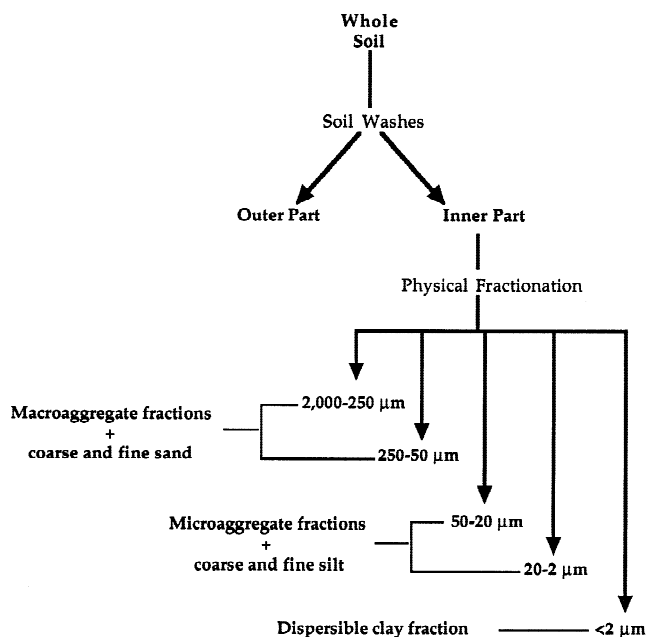 Whole
Soil
Soil Washes
Outer Part
Inner Part
Physical Fractionation
2,000-250 µm
Macroaggregate fractions
+
coarse and fine sand
250-50 µm
50-20 µm
Microaggregate fractions
+
coarse and fine silt
20-2 µm
Dispersible clay fraction
<2 µm